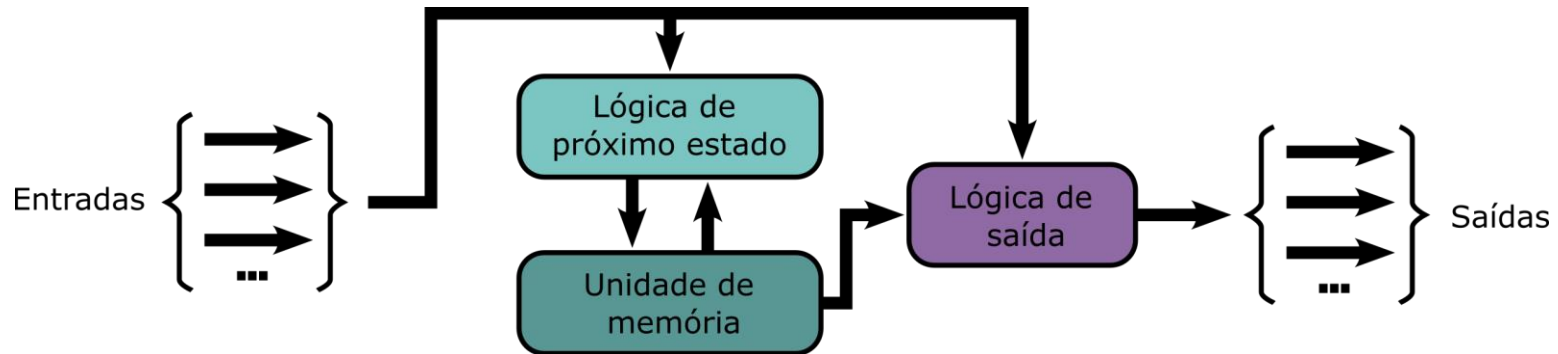 Entradas
...
Lógica de
próximo estado
Unidade de
memória
Lógica de
saída
...
Saídas